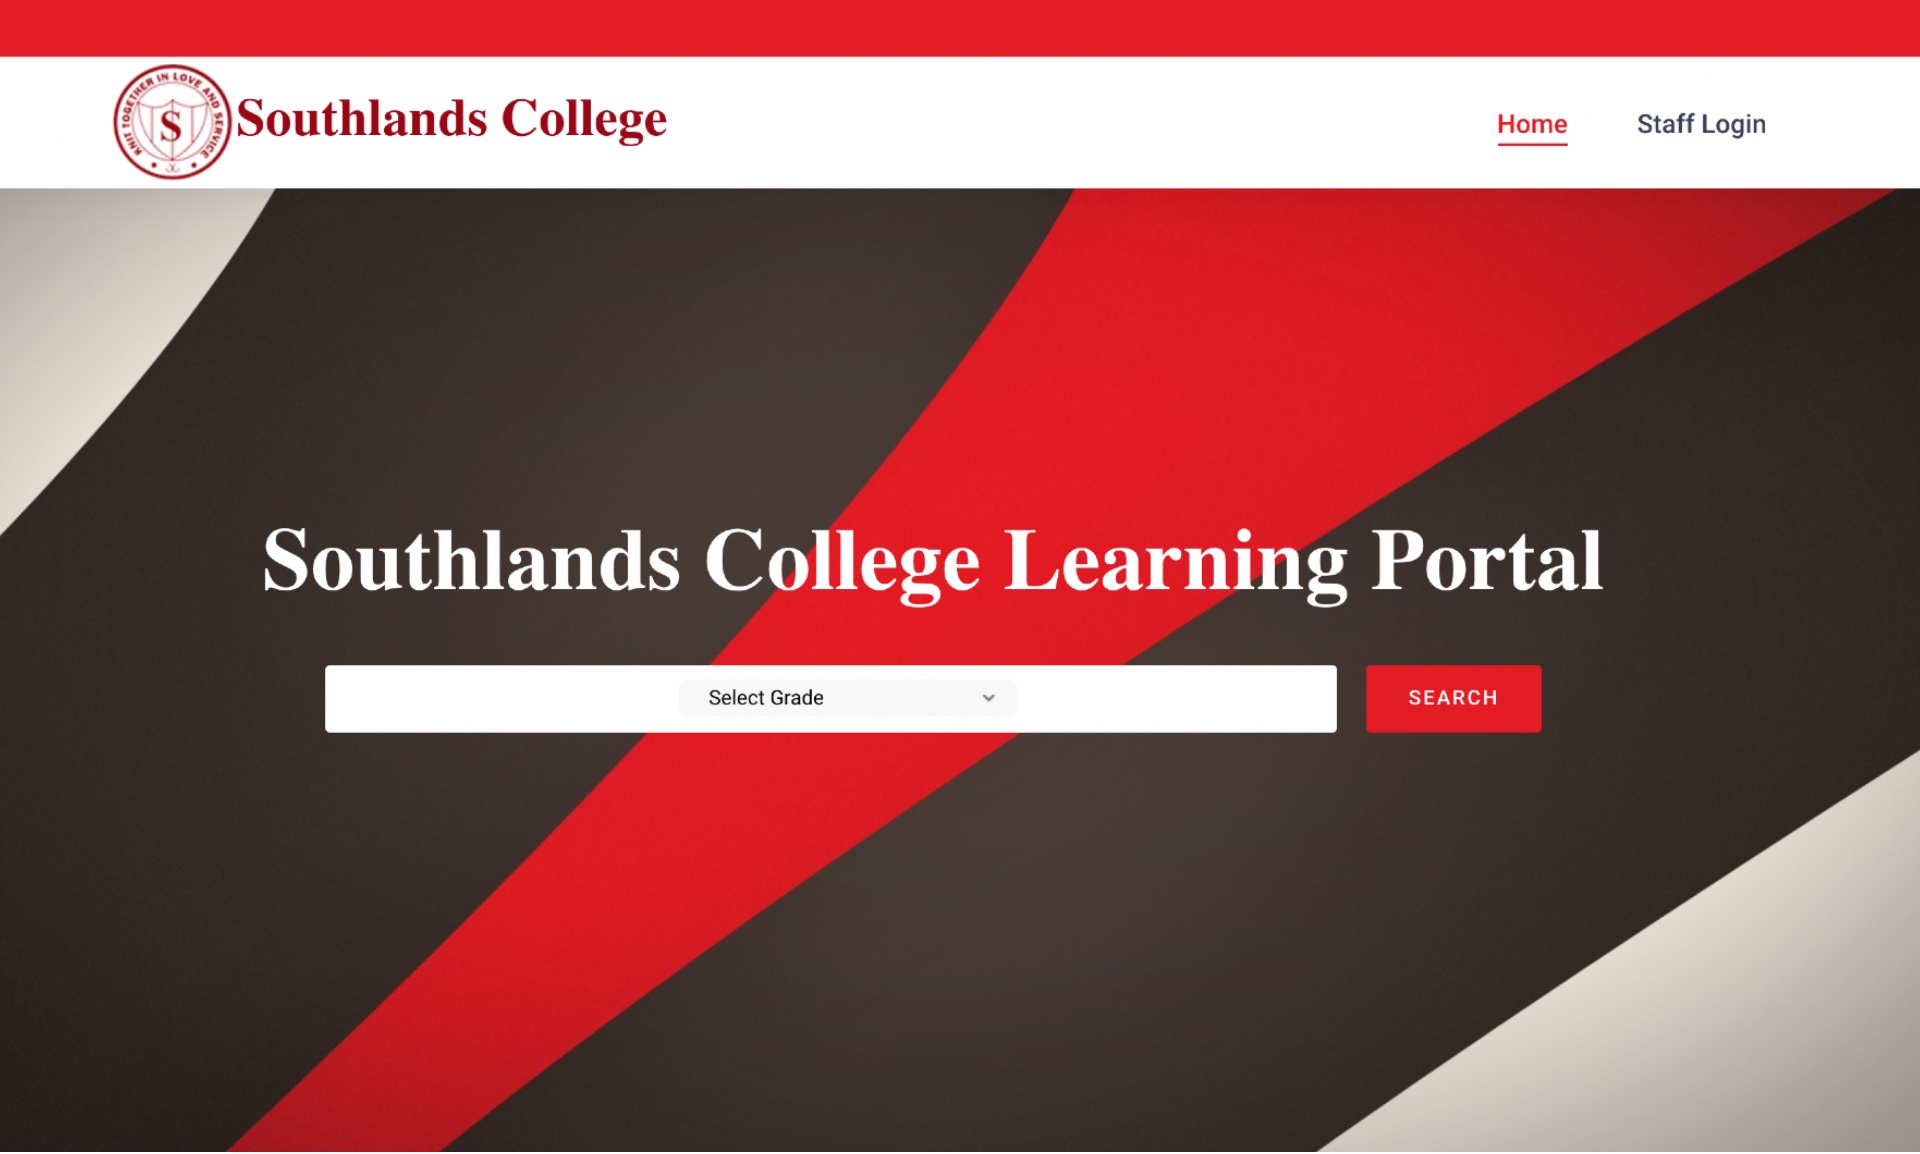 KNIT TOGETHER IN LOVE AND SERVICE
S
Southlands College
Home
Staff Login
Southlands College Learning Portal
Select Grade
SEARCH